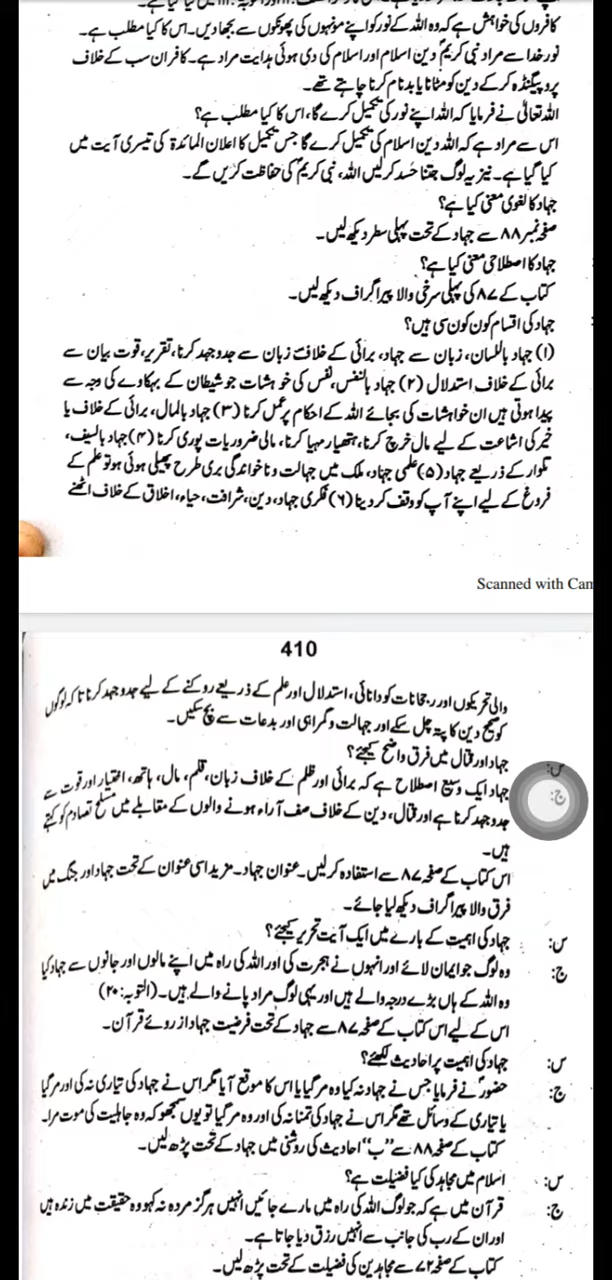 کافروں کی خواہش ہے کہ وہ اللہ کے نور کو اپنے مونہوں کی پھونکوں سے بجھا دیں۔ اس کا کیا مطلب ہے۔
نور خدا سے مراد نبی کریمؐ دین اسلام اور اسلام کی دی ہوئی ہدایت مراد ہے۔ کافران سب کے خلاف
پروپیگنڈہ کر کے دین کو مٹانا یا بدنام کرنا چاہتے تھے۔
اللہ تعالٰی نے فرمایا کہ اللہ اپنے نور کی تکمیل کرے گا، اس کا کیا مطلب ہے؟
اس سے مراد ہے کہ اللہ دین اسلام کی تکمیل کرے گا جس تکمیل کا اعلان المائدۃ کی تیسری آیت میں
کیا گیا ہے۔ نیز یہ لوگ جتنا حسد کر لیں اللہ، نبی کریمؐ کی حفاظت کریں گے۔
جہاد کا لغوی معنی کیا ہے؟
صفحہ نمبر ۸۸ سے جہاد کے تحت پہلی سطر دیکھ لیں۔
جہاد کا اصطلاحی معنی کیا ہے؟
کتاب کے ۸۷ کی پہلی سرخی والا پیراگراف دیکھ لیں۔
جہاد کی اقسام کون کون سی ہیں؟
(۱) جہاد باللسان، زبان سے جہاد، برائی کے خلاف زبان سے جدوجہد کرنا، تقریر، قوت بیان سے
برائی کے خلاف استدلال (۲) جہاد بالنفس، نفس کی خواہشات جو شیطان کے بہکاوے کی وجہ سے
پیدا ہوتی ہیں ان خواہشات کی بجائے اللہ کے احکام پر عمل کرنا (۳) جہاد بالمال، برائی کے خلاف یا
خیر کی اشاعت کے لیے مال خرچ کرنا، ہتھیار مہیا کرنا، مالی ضروریات پوری کرنا (۴) جہاد بالسیف،
تلوار کے ذریعے جہاد (۵) علمی جہاد، ملک میں جہالت و ناخواندگی بری طرح پھیلی ہوئی ہو تو علم کے
فروغ کے لیے اپنے آپ کو وقف کر دینا (۶) فکری جہاد، دین، شرافت، حیاء، اخلاق کے خلاف اٹھنے
Scanned with Cam
410
والی تحریکوں اور رجحانات کو دانائی، استدلال اور علم کے ذریعے روکنے کے لیے جدوجہد کرنا تا کہ لوگوں
کو صحیح دین کا پتہ چل سکے اور جہالت و گمراہی اور بدعات سے بچ سکیں۔
س: جہاد اور قتال میں فرق واضح کیجئے؟
ج: جہاد ایک وسیع اصطلاح ہے کہ برائی اور ظلم کے خلاف زبان، قلم، مال، ہاتھ، اختیار اور قوت سے
جدوجہد کرنا ہے اور قتال، دین کے خلاف صف آراء ہونے والوں کے مقابلے میں مسلح تصادم کو کہتے
ہیں۔
اس کتاب کے صفحہ ۸۷ سے استفادہ کر لیں۔ عنوان جہاد۔ مزید اسی عنوان کے تحت جہاد اور جنگ میں
فرق والا پیراگراف دیکھ لیا جائے۔
س: جہاد کی اہمیت کے بارے میں ایک آیت تحریر کیجئے؟
ج: وہ لوگ جو ایمان لائے اور انہوں نے ہجرت کی اور اللہ کی راہ میں اپنے مالوں اور جانوں سے جہاد کیا
وہ اللہ کے ہاں بڑے درجہ والے ہیں اور یہی لوگ مراد پانے والے ہیں۔ (التوبہ: ۲۰)
اس کے لیے اس کتاب کے صفحہ ۸۷ سے جہاد کے تحت فرضیت جہاد از روئے قرآن۔
س: جہاد کی اہمیت پر احادیث لکھئے؟
ج: حضورؐ نے فرمایا جس نے جہاد نہ کیا وہ مر گیا یا اس کا موقع آیا مگر اس نے جہاد کی تیاری نہ کی اور مر گیا
یا تیاری کے وسائل تھے مگر اس نے جہاد کی تمنا نہ کی اور وہ مر گیا تو یوں سمجھو کہ وہ جاہلیت کی موت مرا۔
کتاب کے صفحہ ۸۸ سے "ب" احادیث کی روشنی میں جہاد کے تحت پڑھ لیں۔
س: اسلام میں مجاہد کی کیا فضیلت ہے؟
ج: قرآن میں ہے کہ جو لوگ اللہ کی راہ میں مارے جائیں انہیں ہرگز مردہ نہ کہو وہ حقیقت میں زندہ ہیں
اور ان کے رب کی جانب سے انہیں رزق دیا جاتا ہے۔
کتاب کے صفحہ ۷۲ سے مجاہدین کی فضیلت کے تحت پڑھ لیں۔